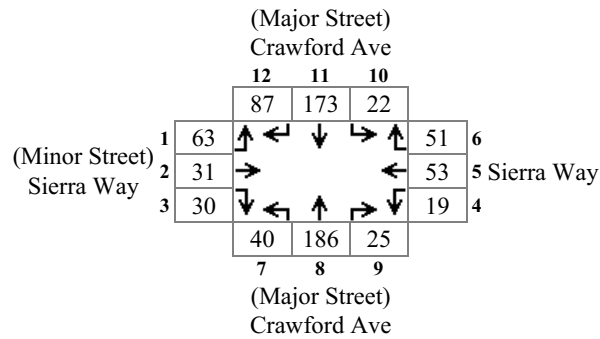 (Major Street)
Crawford Ave
12 11 10
87 173 22
1 63 51 6
(Minor Street) 2 31 53 5 Sierra Way
Sierra Way
3 30 19 4
40 186 25
7 8 9
(Major Street)
Crawford Ave